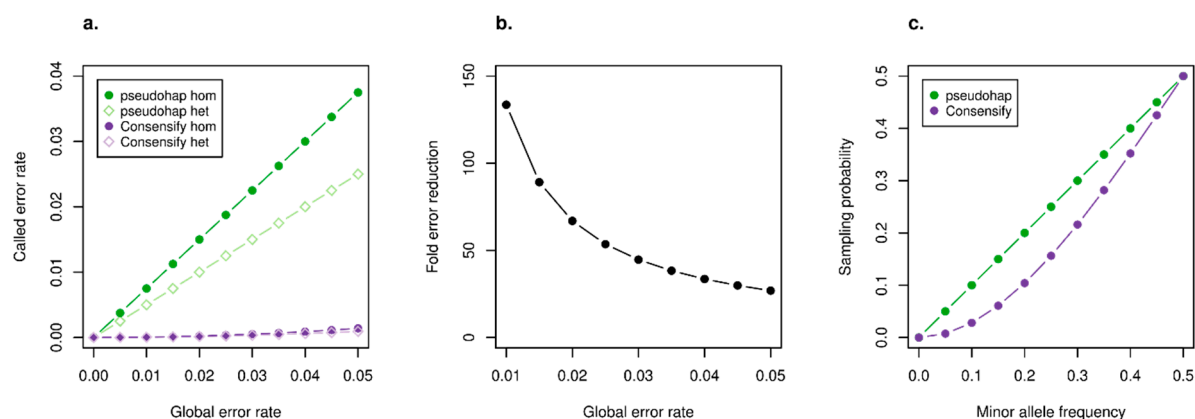 a.
Called error rate
0.00 0.01 0.02 0.03 0.04
pseudohap hom
pseudohap het
Consensify hom
Consensify het
0.00 0.01 0.02 0.03 0.04 0.05
Global error rate
b.
Fold error reduction
0 50 100 150
0.01 0.02 0.03 0.04 0.05
Global error rate
c.
Sampling probability
0.0 0.1 0.2 0.3 0.4 0.5
pseudohap
Consensify
0.0 0.1 0.2 0.3 0.4 0.5
Minor allele frequency